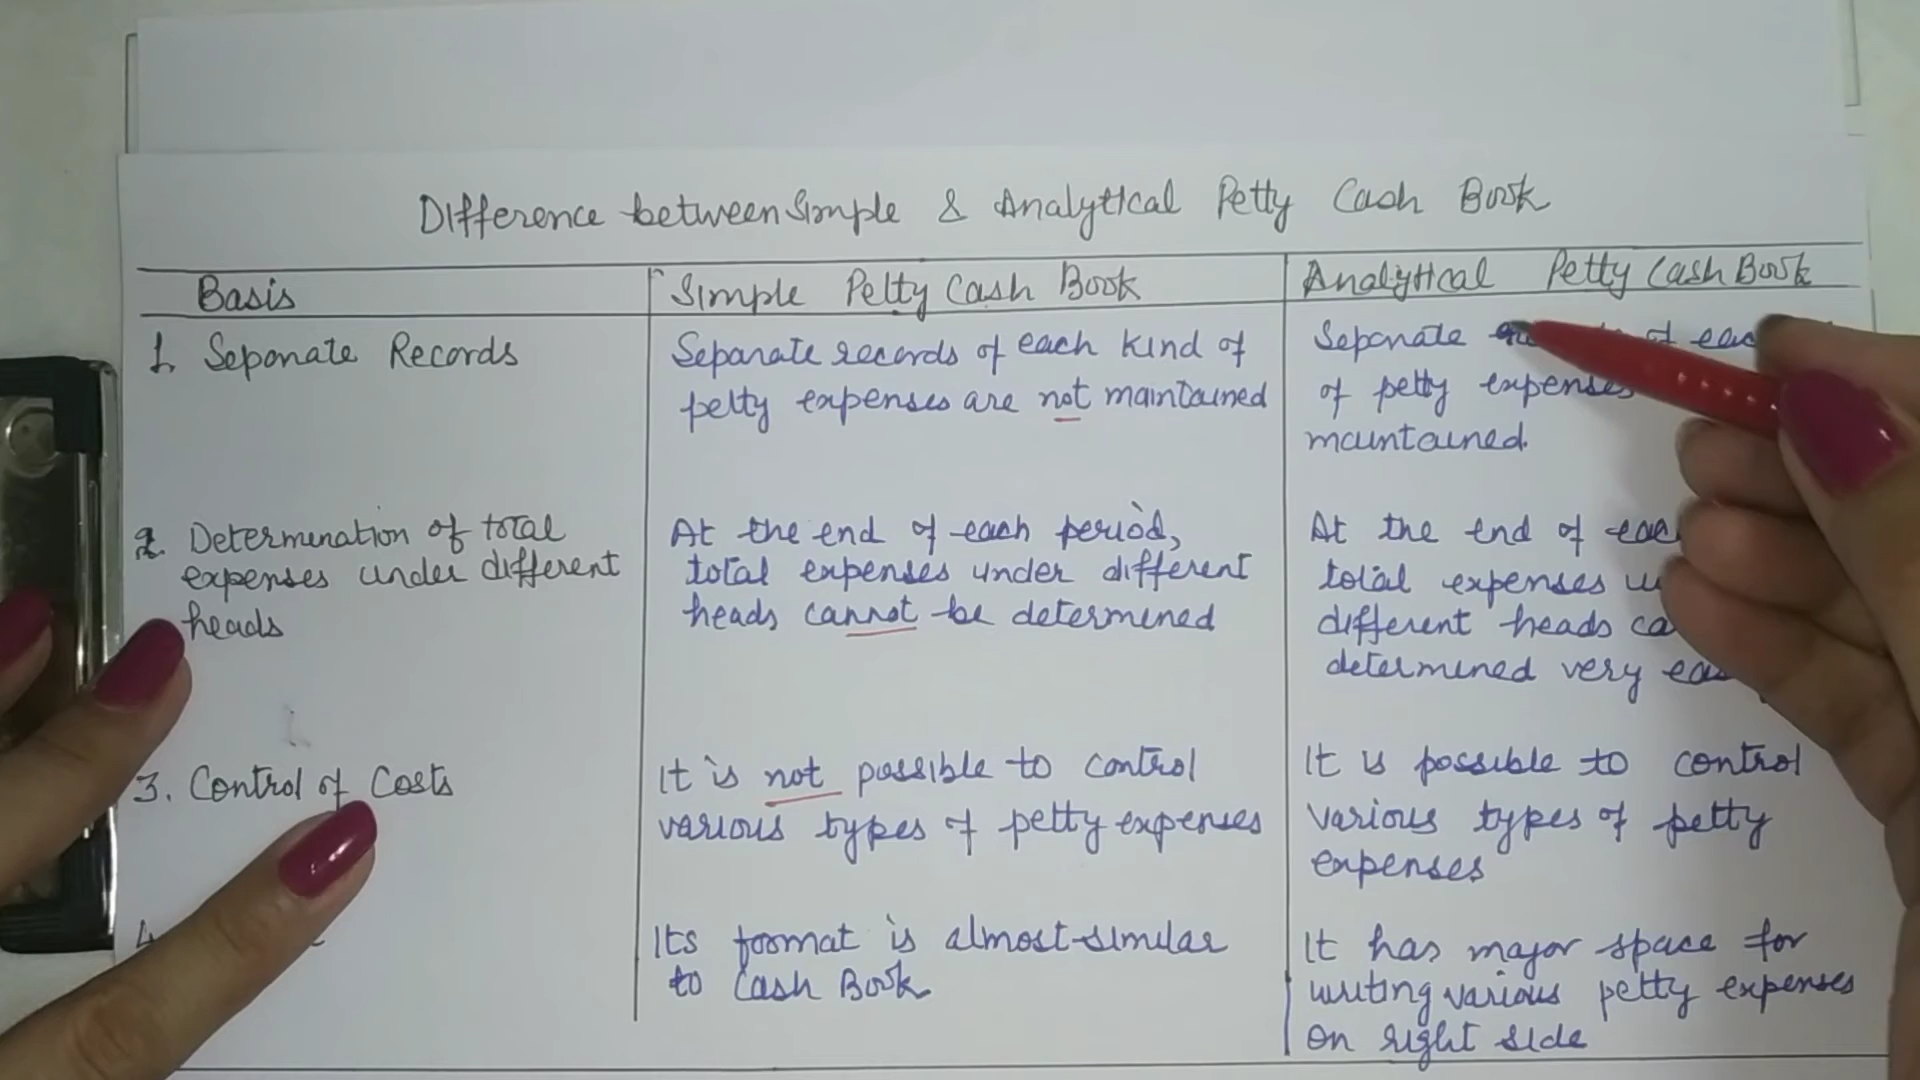 Difference between Simple & Analytical Petty Cash Book
Basis
Simple Petty Cash Book
Analytical Petty Cash Book
1. Separate Records
Separate records of each kind of
petty expenses are not maintained
Separate of
of petty expenses
maintained.
2. Determination of total
expenses under different
heads
At the end of each period,
total expenses under different
heads cannot be determined
At the end of
total expenses
different heads
determined very
3. Control of Costs
It is not possible to control
various types of petty expenses
It is possible to control
various types of petty
expenses
4.
Its format is almost similar
to Cash Book
It has major space for
writing various petty expenses
on right side